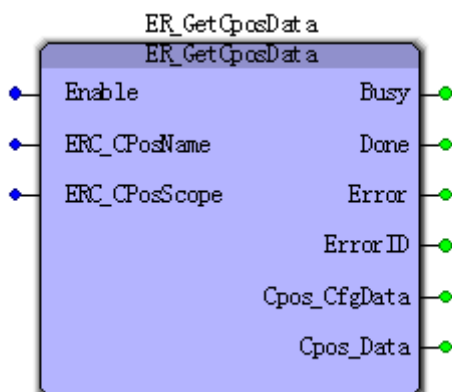 ER_GetCposData
ER_GetCposData
Enable Busy
ERC_CPosName Done
ERC_CPosScope Error
ErrorID
Cpos_CfgData
Cpos_Data